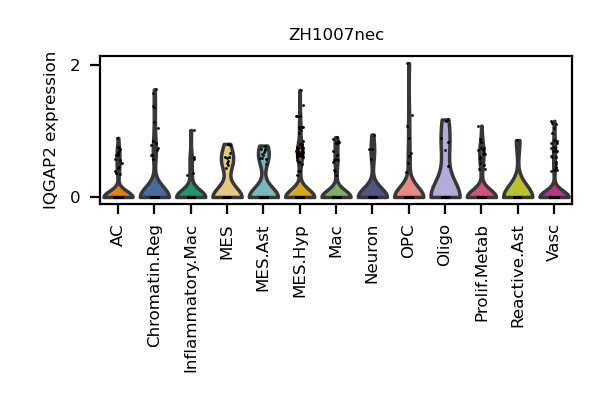 ZH1007nec
IQGAP2 expression
2
0
AC
Chromatin.Reg
Inflammatory.Mac
MES
MES.Ast
MES.Hyp
Mac
Neuron
OPC
Oligo
Prolif.Metab
Reactive.Ast
Vasc